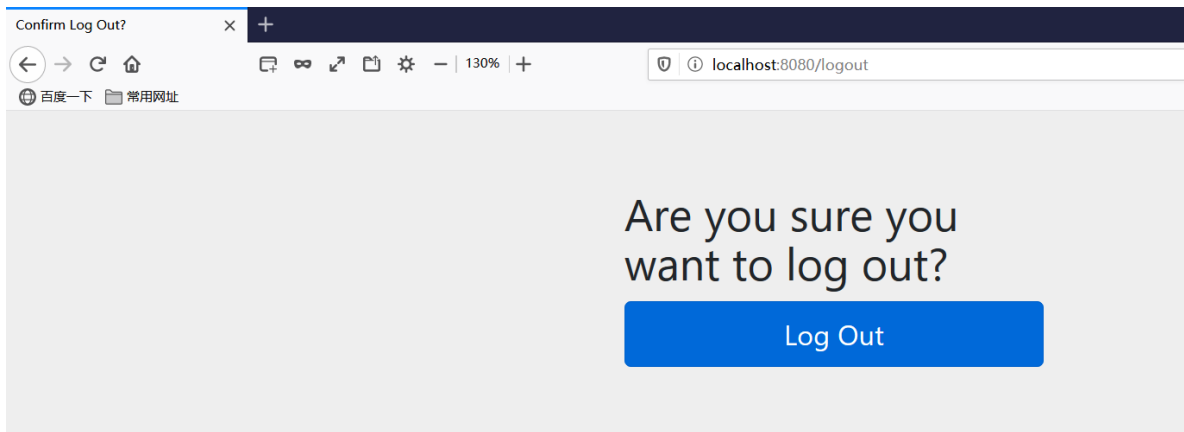 Confirm Log Out?
130%
localhost:8080/logout
百度一下 常用网址
Are you sure you
want to log out?
Log Out